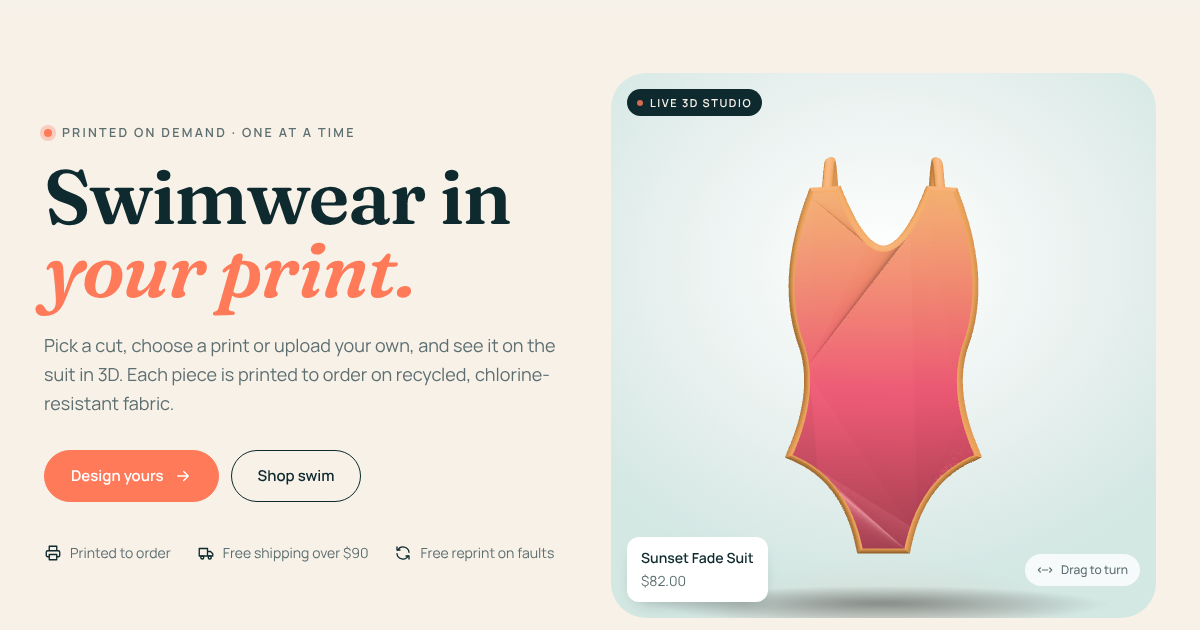 PRINTED ON DEMAND · ONE AT A TIME
Swimwear in
your print.
Pick a cut, choose a print or upload your own, and see it on the
suit in 3D. Each piece is printed to order on recycled, chlorine-
resistant fabric.
Design yours →
Shop swim
Printed to order
Free shipping over $90
Free reprint on faults
LIVE 3D STUDIO
Sunset Fade Suit
$82.00
Drag to turn